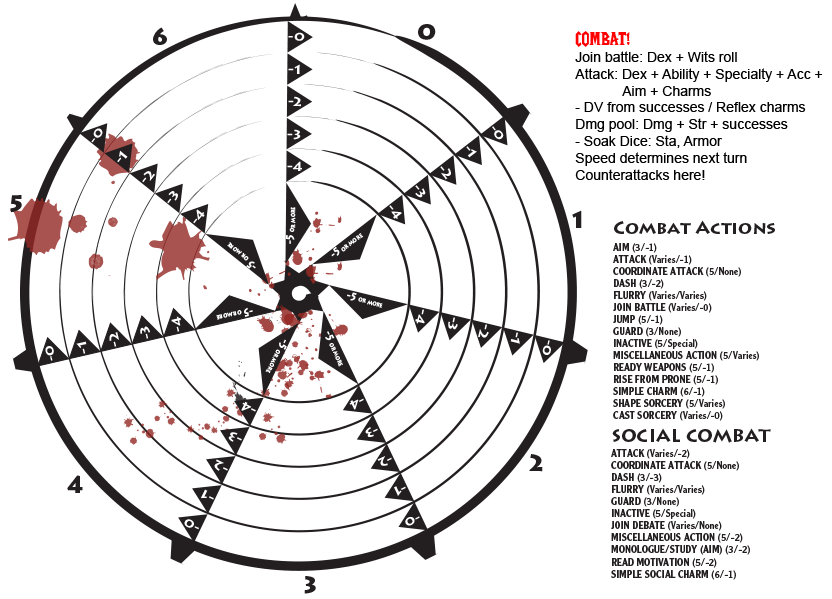 6
0
1
2
3
4
5
-0
-1
-2
-3
-4
-5 OR MORE
-0
-1
-2
-3
-4
-5 OR MORE
-0
-1
-2
-3
-4
-5 OR MORE
-0
-1
-2
-3
-4
-5 OR MORE
-0
-1
-2
-3
-4
-5 OR MORE
-0
-1
-2
-3
-4
-5 OR MORE
-0
-1
-2
-3
-4
-5 OR MORE
COMBAT!
Join battle: Dex + Wits roll
Attack: Dex + Ability + Specialty + Acc +
Aim + Charms
- DV from successes / Reflex charms
Dmg pool: Dmg + Str + successes
- Soak Dice: Sta, Armor
Speed determines next turn
Counterattacks here!
COMBAT ACTIONS
AIM (3/-1)
ATTACK (Varies/-1)
COORDINATE ATTACK (5/None)
DASH (3/-2)
FLURRY (Varies/Varies)
JOIN BATTLE (Varies/-0)
JUMP (5/-1)
GUARD (3/None)
INACTIVE (5/Special)
MISCELLANEOUS ACTION (5/Varies)
READY WEAPONS (5/-1)
RISE FROM PRONE (5/-1)
SIMPLE CHARM (6/-1)
SHAPE SORCERY (5/Varies)
CAST SORCERY (Varies/-0)
SOCIAL COMBAT
ATTACK (Varies/-2)
COORDINATE ATTACK (5/None)
DASH (3/-3)
FLURRY (Varies/Varies)
GUARD (3/None)
INACTIVE (5/Special)
JOIN DEBATE (Varies/None)
MISCELLANEOUS ACTION (5/-2)
MONOLOGUE/STUDY (AIM) (3/-2)
READ MOTIVATION (5/-2)
SIMPLE SOCIAL CHARM (6/-1)